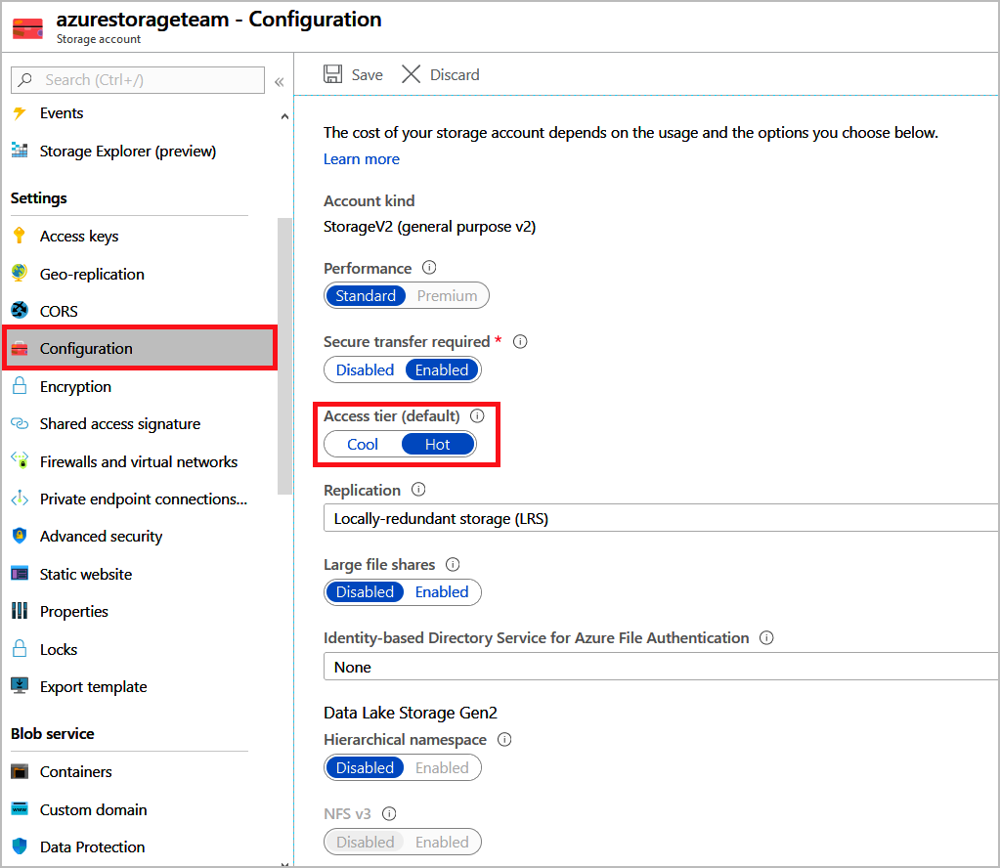 azurestorageteam - Configuration
Storage account
Search (Ctrl+/)
«
Events
Storage Explorer (preview)
Settings
Access keys
Geo-replication
CORS
Configuration
Encryption
Shared access signature
Firewalls and virtual networks
Private endpoint connections...
Advanced security
Static website
Properties
Locks
Export template
Blob service
Containers
Custom domain
Data Protection
Save Discard
The cost of your storage account depends on the usage and the options you choose below.
Learn more
Account kind
StorageV2 (general purpose v2)
Performance
Standard Premium
Secure transfer required *
Disabled Enabled
Access tier (default)
Cool Hot
Replication
Locally-redundant storage (LRS)
Large file shares
Disabled Enabled
Identity-based Directory Service for Azure File Authentication
None
Data Lake Storage Gen2
Hierarchical namespace
Disabled Enabled
NFS v3
Disabled Enabled